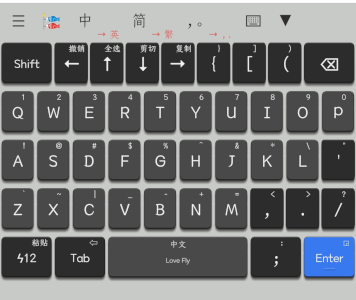 中 简 ，。
→英 →繁 →，.
撤销 全选 剪切 复制 } ] )
Shift ← ↑ ↓ → { [ (
1 2 3 4 5 6 7 8 9 0
Q W E R T Y U I O P
! @ # $ % ^ & * \ '
A S D F G H J K L '
` ~ | _ - + = < > ?
Z X C V B N M , . /
粘贴 中文 :
412 Tab Love Fly ; Enter